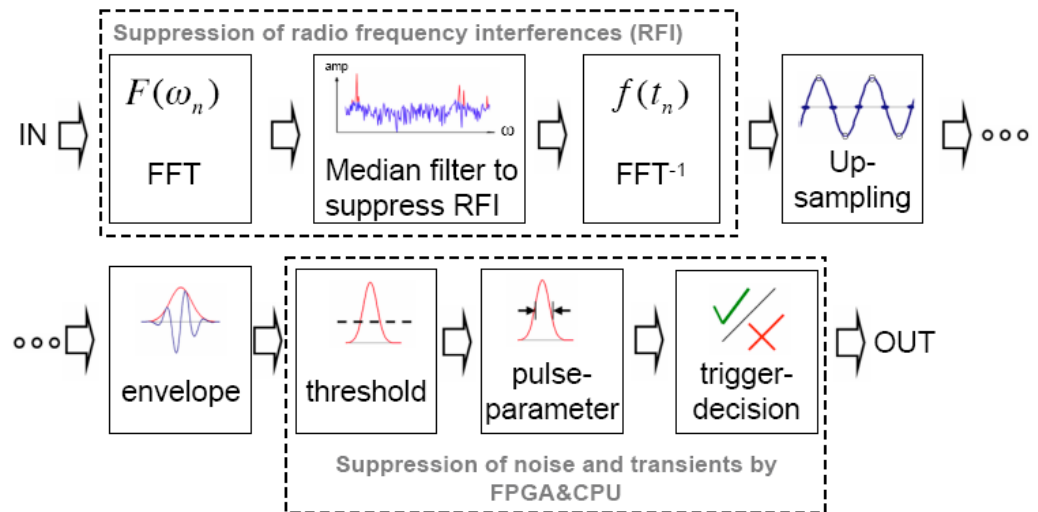 Suppression of radio frequency interferences (RFI)
IN
F(ωₙ)
FFT
amp
ω
Median filter to
suppress RFI
f(tₙ)
FFT⁻¹
Up-
sampling
envelope
threshold
pulse-
parameter
trigger-
decision
OUT
Suppression of noise and transients by
FPGA&CPU